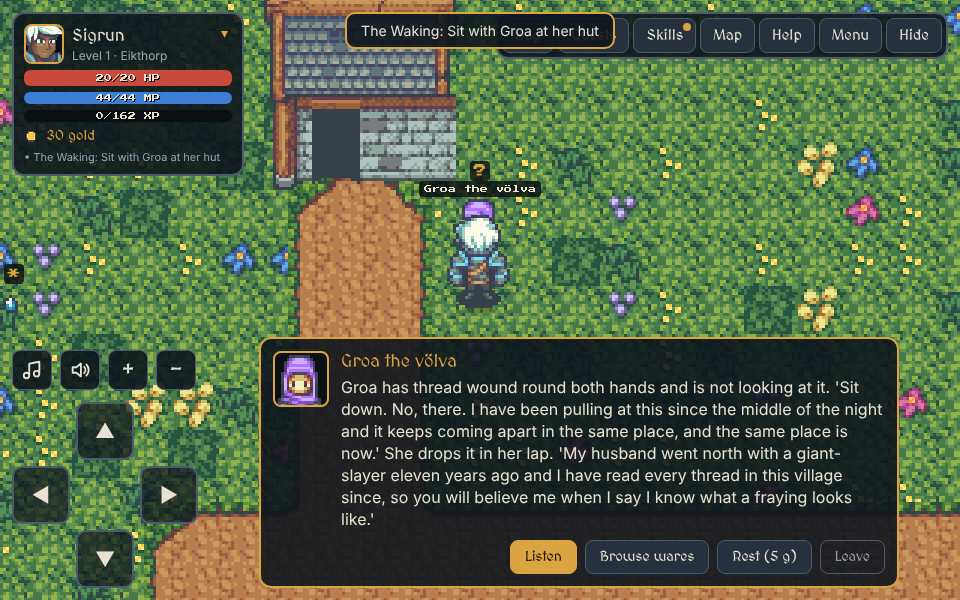 Sigrun
Level 1 · Eikthorp
20/20 HP
44/44 MP
0/162 XP
30 gold
• The Waking: Sit with Groa at her hut
The Waking: Sit with Groa at her hut
Skills
Map
Help
Menu
Hide
?
Groa the völva
Groa the völva
Groa has thread wound round both hands and is not looking at it. 'Sit
down. No, there. I have been pulling at this since the middle of the night
and it keeps coming apart in the same place, and the same place is
now.' She drops it in her lap. 'My husband went north with a giant-
slayer eleven years ago and I have read every thread in this village
since, so you will believe me when I say I know what a fraying looks
like.'
Listen
Browse wares
Rest (5 g)
Leave